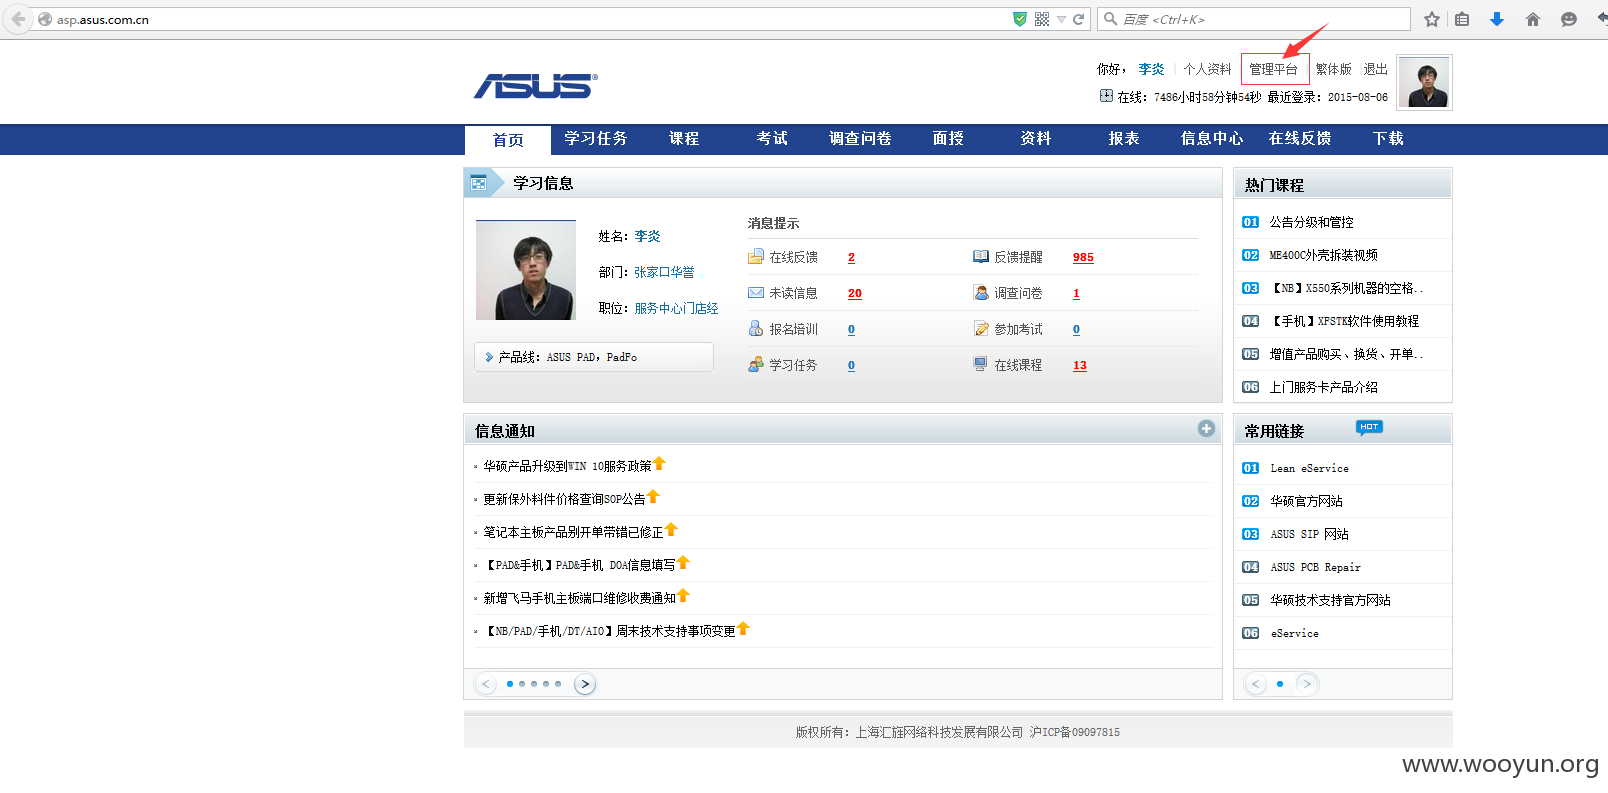 asp.asus.com.cn
百度 <Ctrl+K>
你好， 李炎 个人资料 管理平台 繁体版 退出
在线：7486小时58分钟54秒 最近登录：2015-08-06
ASUS
首页 学习任务 课程 考试 调查问卷 面授 资料 报表 信息中心 在线反馈 下载
学习信息
姓名：李炎
部门：张家口华誉
职位：服务中心门店经
产品线：ASUS PAD，PadFo
消息提示
在线反馈 2 反馈提醒 985
未读信息 20 调查问卷 1
报名培训 0 参加考试 0
学习任务 0 在线课程 13
热门课程
01 公告分级和管控
02 ME400C外壳拆装视频
03 【NB】X550系列机器的空格..
04 【手机】XFSTK软件使用教程
05 增值产品购买、换货、开单..
06 上门服务卡产品介绍
信息通知
华硕产品升级到WIN 10服务政策
更新保外料件价格查询SOP公告
笔记本主板产品别开单带错已修正
【PAD&手机】PAD&手机 DOA信息填写
新增飞马手机主板端口维修收费通知
【NB/PAD/手机/DT/AIO】周末技术支持事项变更
常用链接 HOT
01 Lean eService
02 华硕官方网站
03 ASUS SIP 网站
04 ASUS PCB Repair
05 华硕技术支持官方网站
06 eService
版权所有：上海汇旌网络科技发展有限公司 沪ICP备09097815
www.wooyun.org